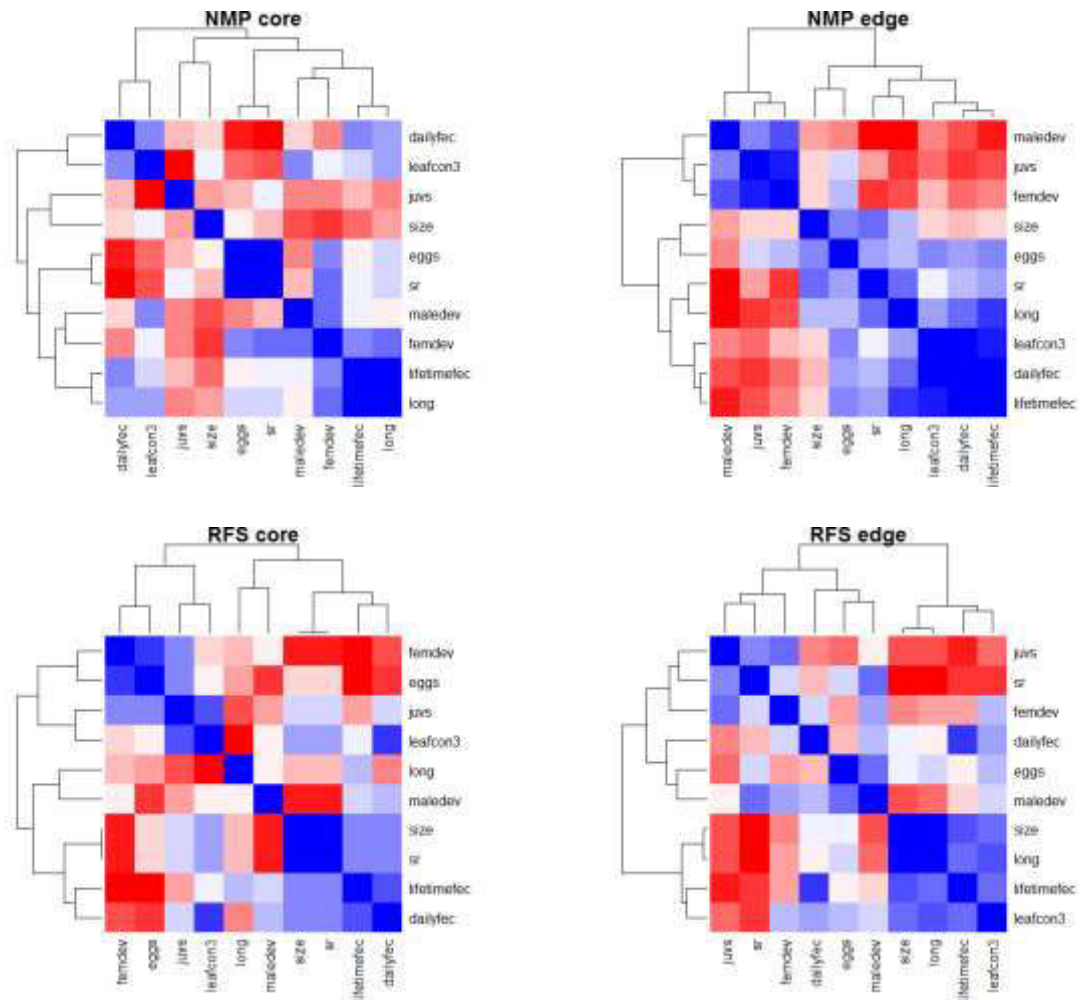 NMP core
dailyfec
leafcon3
juvs
size
eggs
sr
maledev
femdev
lifetimefec
long
dailyfec
leafcon3
juvs
size
eggs
sr
maledev
femdev
lifetimefec
long
NMP edge
maledev
juvs
femdev
size
eggs
sr
long
leafcon3
dailyfec
lifetimefec
maledev
juvs
femdev
size
eggs
sr
long
leafcon3
dailyfec
lifetimefec
RFS core
femdev
eggs
juvs
leafcon3
long
maledev
size
sr
lifetimefec
dailyfec
femdev
eggs
juvs
leafcon3
long
maledev
size
sr
lifetimefec
dailyfec
RFS edge
juvs
sr
femdev
dailyfec
eggs
maledev
size
long
lifetimefec
leafcon3
juvs
sr
femdev
dailyfec
eggs
maledev
size
long
lifetimefec
leafcon3